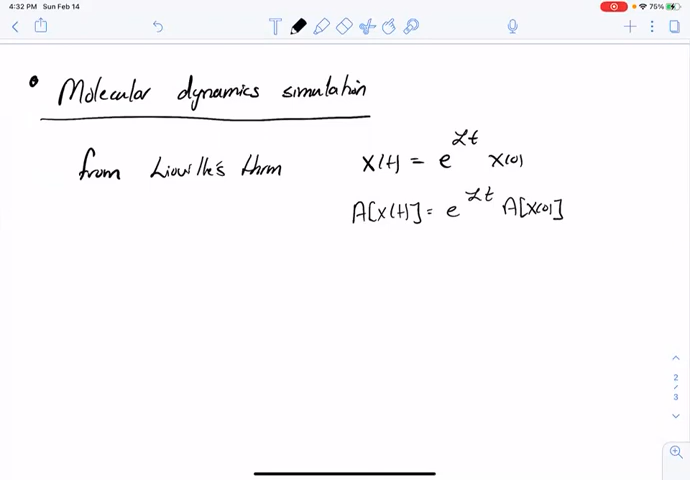 4:32 PM Sun Feb 14
75%
• Molecular dynamics simulation
from Liouville's thrm
X(t) = e^{ℒt} X(0)
A[X(t)] = e^{ℒt} A[X(0)]
2
/
3